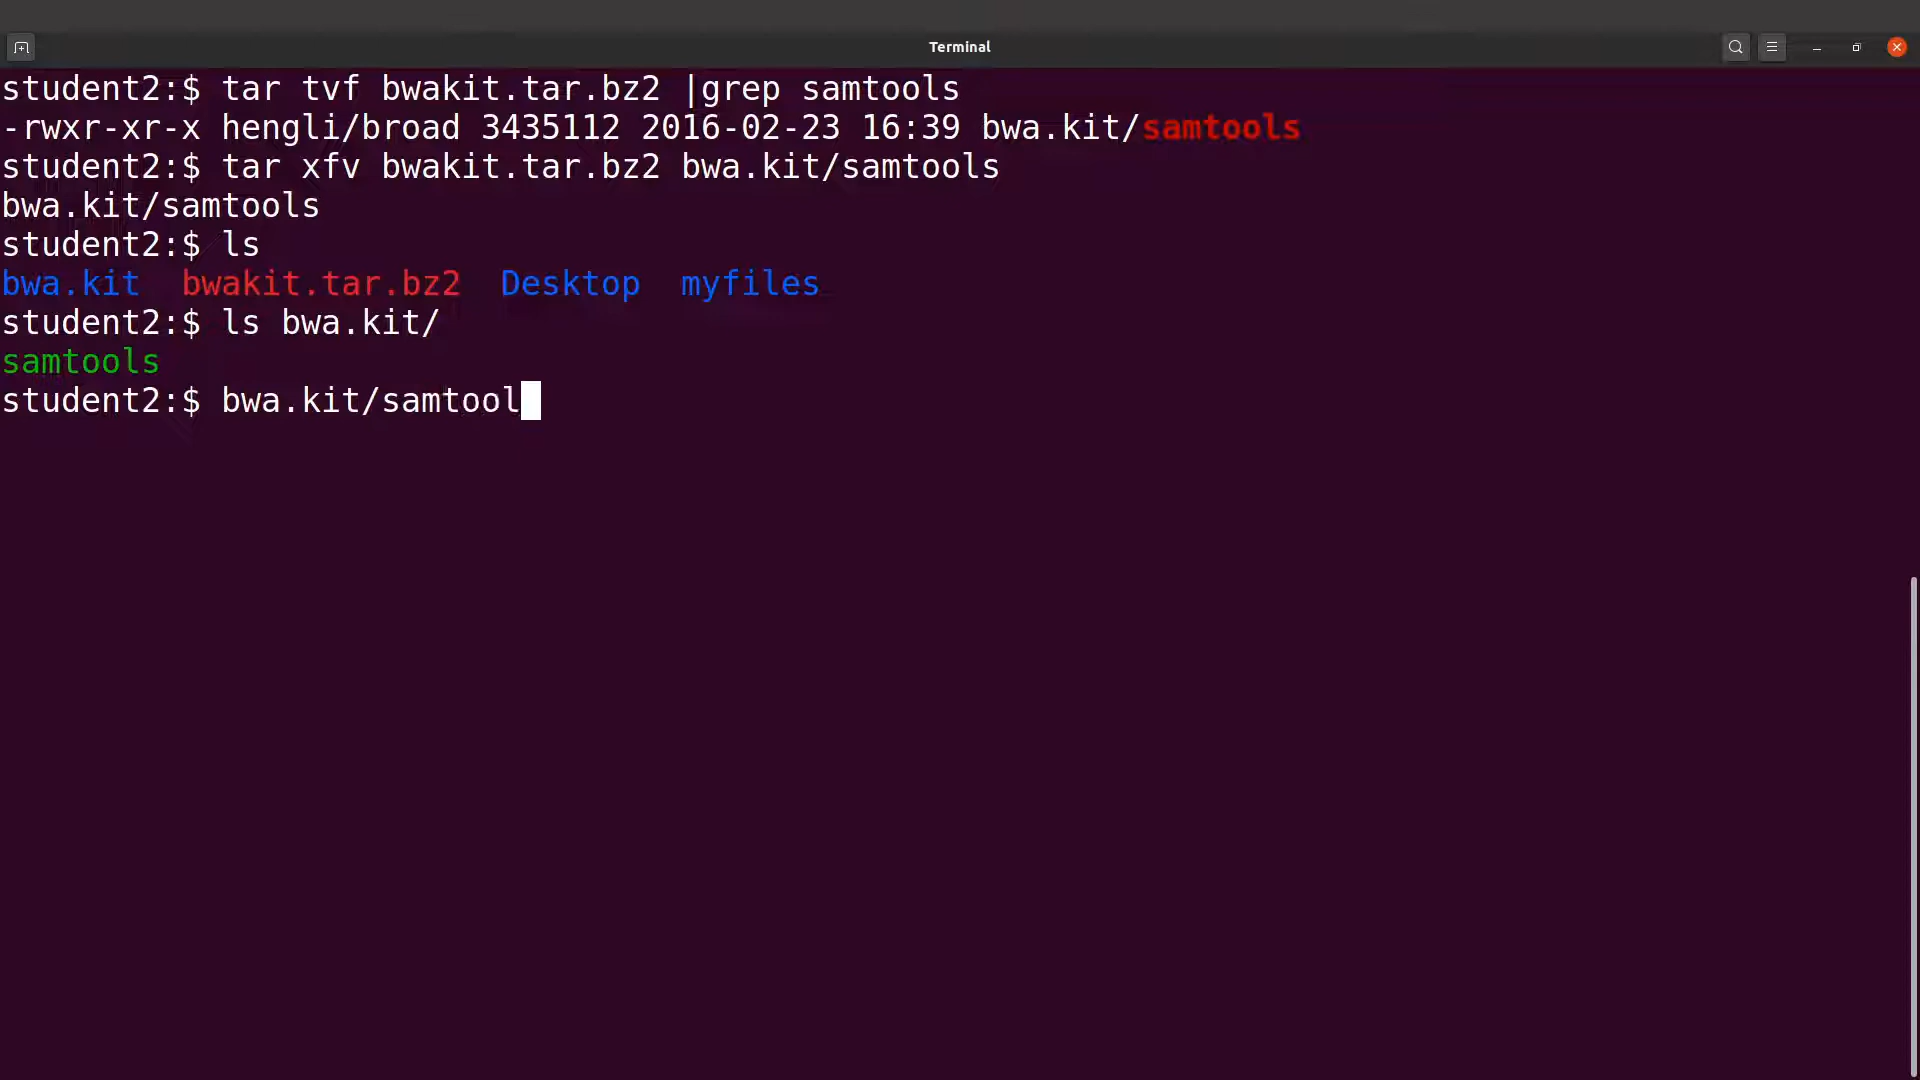 Terminal
student2:$ tar tvf bwakit.tar.bz2 |grep samtools
-rwxr-xr-x hengli/broad 3435112 2016-02-23 16:39 bwa.kit/samtools
student2:$ tar xfv bwakit.tar.bz2 bwa.kit/samtools
bwa.kit/samtools
student2:$ ls
bwa.kit  bwakit.tar.bz2  Desktop  myfiles
student2:$ ls bwa.kit/
samtools
student2:$ bwa.kit/samtool